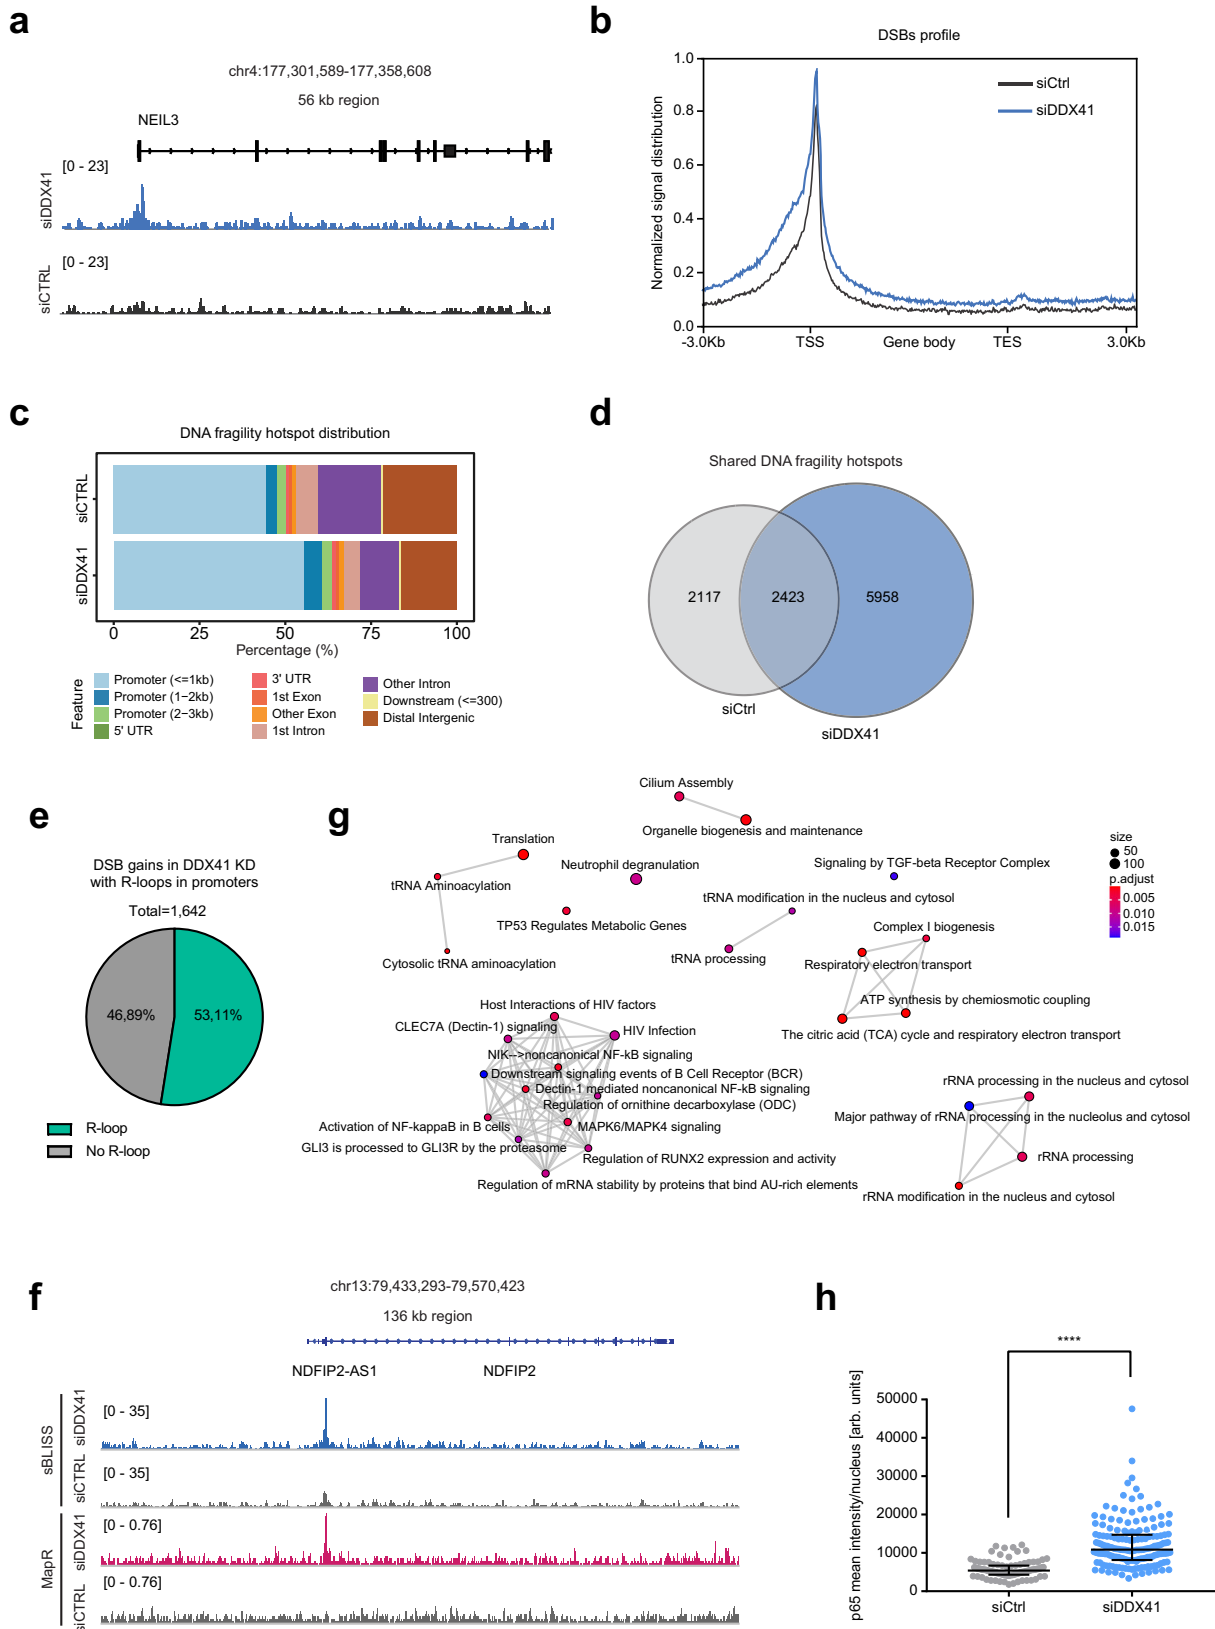 a
chr4:177,301,589-177,358,608
56 kb region
NEIL3
[0 - 23]
siDDX41
[0 - 23]
siCTRL
b
DSBs profile
Normalized signal distribution
1.0
0.8
0.6
0.4
0.2
0.0
siCtrl
siDDX41
-3.0Kb
TSS
Gene body
TES
3.0Kb
c
DNA fragility hotspot distribution
siCTRL
siDDX41
0
25
50
75
100
Percentage (%)
Feature
Promoter (<=1kb)
Promoter (1−2kb)
Promoter (2−3kb)
5' UTR
3' UTR
1st Exon
Other Exon
1st Intron
Other Intron
Downstream (<=300)
Distal Intergenic
d
Shared DNA fragility hotspots
2117
2423
5958
siCtrl
siDDX41
e
DSB gains in DDX41 KD
with R-loops in promoters
Total=1,642
46,89%
53,11%
R-loop
No R-loop
g
Cilium Assembly
Organelle biogenesis and maintenance
Translation
tRNA Aminoacylation
Cytosolic tRNA aminoacylation
Neutrophil degranulation
TP53 Regulates Metabolic Genes
Signaling by TGF-beta Receptor Complex
tRNA modification in the nucleus and cytosol
tRNA processing
Complex I biogenesis
Respiratory electron transport
ATP synthesis by chemiosmotic coupling
The citric acid (TCA) cycle and respiratory electron transport
Host Interactions of HIV factors
CLEC7A (Dectin-1) signaling
HIV Infection
NIK-->noncanonical NF-kB signaling
Downstream signaling events of B Cell Receptor (BCR)
Dectin-1 mediated noncanonical NF-kB signaling
Regulation of ornithine decarboxylase (ODC)
Activation of NF-kappaB in B cells
MAPK6/MAPK4 signaling
GLI3 is processed to GLI3R by the proteasome
Regulation of RUNX2 expression and activity
Regulation of mRNA stability by proteins that bind AU-rich elements
rRNA processing in the nucleus and cytosol
Major pathway of rRNA processing in the nucleolus and cytosol
rRNA processing
rRNA modification in the nucleus and cytosol
size
50
100
p.adjust
0.005
0.010
0.015
f
chr13:79,433,293-79,570,423
136 kb region
NDFIP2-AS1
NDFIP2
sBLISS
siDDX41
[0 - 35]
siCTRL
[0 - 35]
MapR
siDDX41
[0 - 0.76]
siCTRL
[0 - 0.76]
h
****
p65 mean intensity/nucleus [arb. units]
50000
40000
30000
20000
10000
0
siCtrl
siDDX41